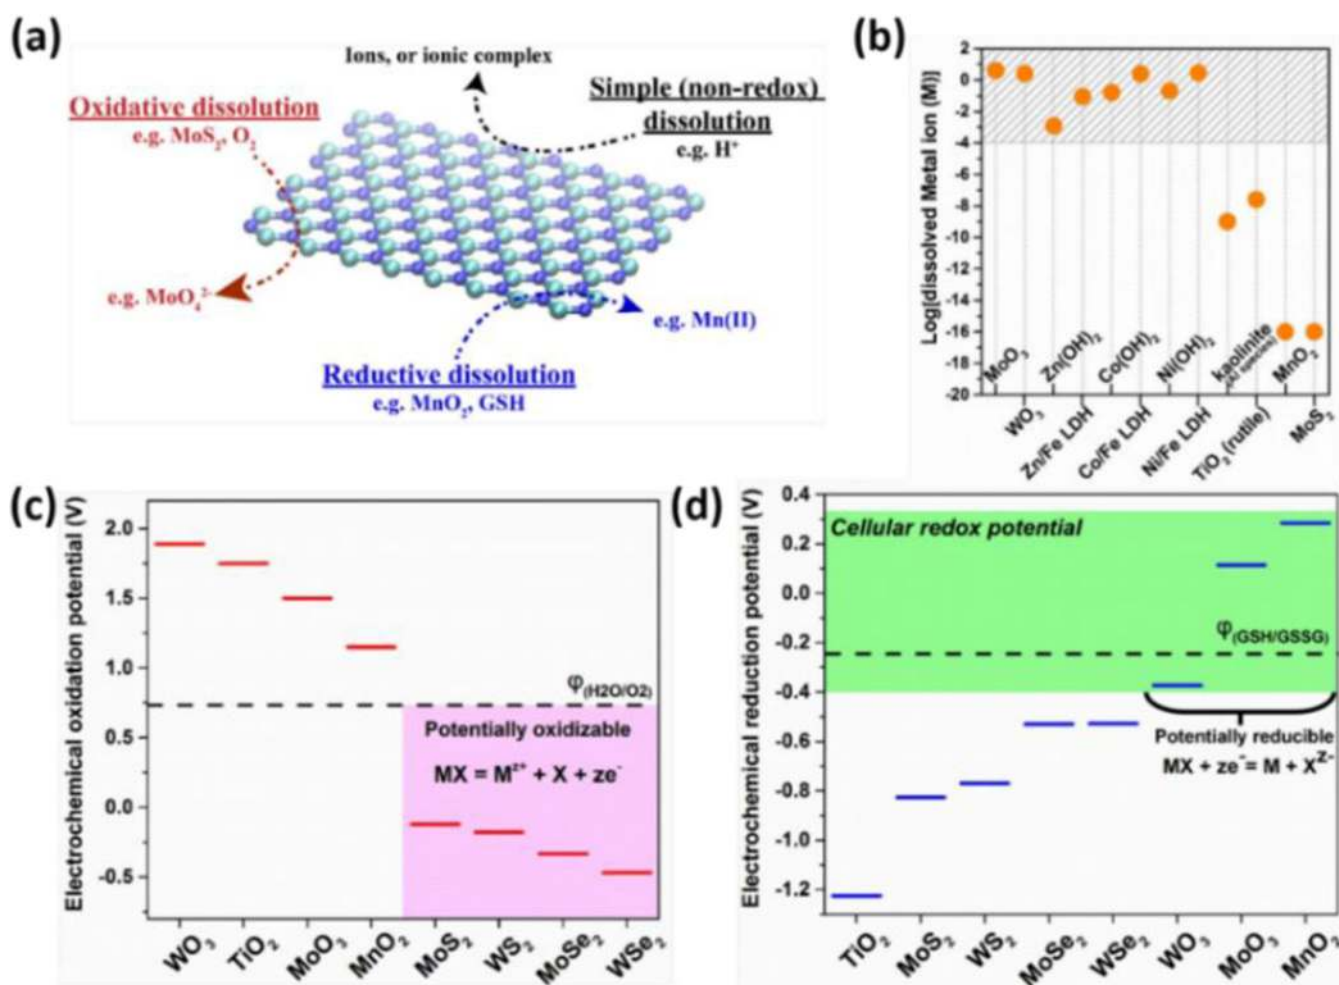 (a)
Ions, or ionic complex
Oxidative dissolution
e.g. MoS₂, O₂
Simple (non-redox)
dissolution
e.g. H⁺
e.g. MoO₄²⁻
e.g. Mn(II)
Reductive dissolution
e.g. MnO₂, GSH
(b)
Log[dissolved Metal ion (M)]
2
0
-2
-4
-6
-8
-10
-12
-14
-16
-18
-20
MoO₃
WO₃
Zn(OH)₂
Zn/Fe LDH
Co(OH)₂
Co/Fe LDH
Ni(OH)₂
Ni/Fe LDH
kaolinite
(Al species)
TiO₂ (rutile)
MnO₂
MoS₂
(c)
Electrochemical oxidation potential (V)
2.0
1.5
1.0
0.5
0.0
-0.5
φ(H2O/O2)
Potentially oxidizable
MX = Mᶻ⁺ + X + ze⁻
WO₃
TiO₂
MoO₃
MnO₂
MoS₂
WS₂
MoSe₂
WSe₂
(d)
Electrochemical reduction potential (V)
0.4
0.2
0.0
-0.2
-0.4
-0.6
-0.8
-1.0
-1.2
Cellular redox potential
φ(GSH/GSSG)
Potentially reducible
MX + ze⁻= M + Xᶻ⁻
TiO₂
MoS₂
WS₂
MoSe₂
WSe₂
WO₃
MoO₃
MnO₂